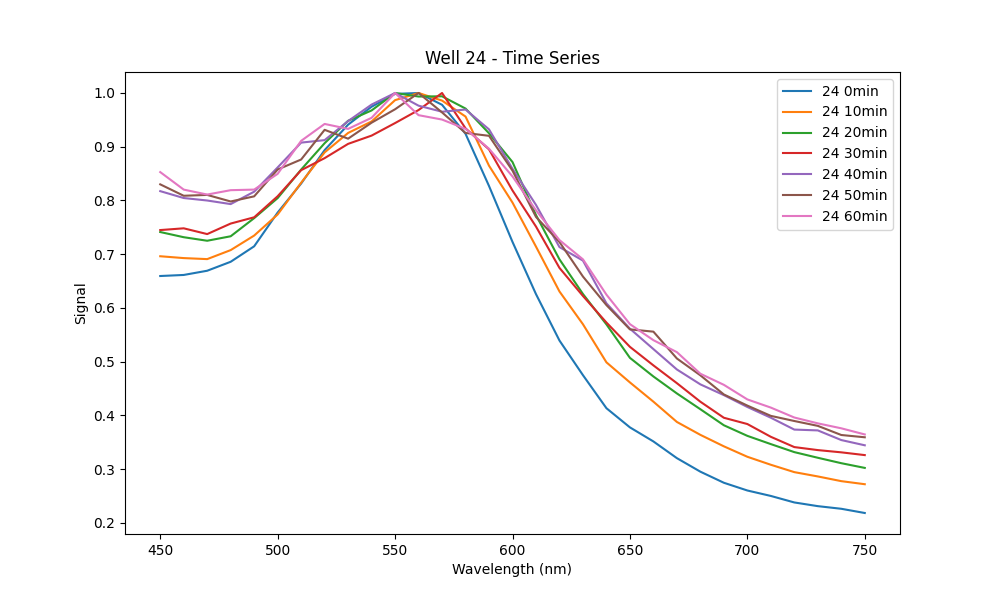 Well 24 - Time Series
Signal
1.0
0.9
0.8
0.7
0.6
0.5
0.4
0.3
0.2
24 0min
24 10min
24 20min
24 30min
24 40min
24 50min
24 60min
450 500 550 600 650 700 750
Wavelength (nm)